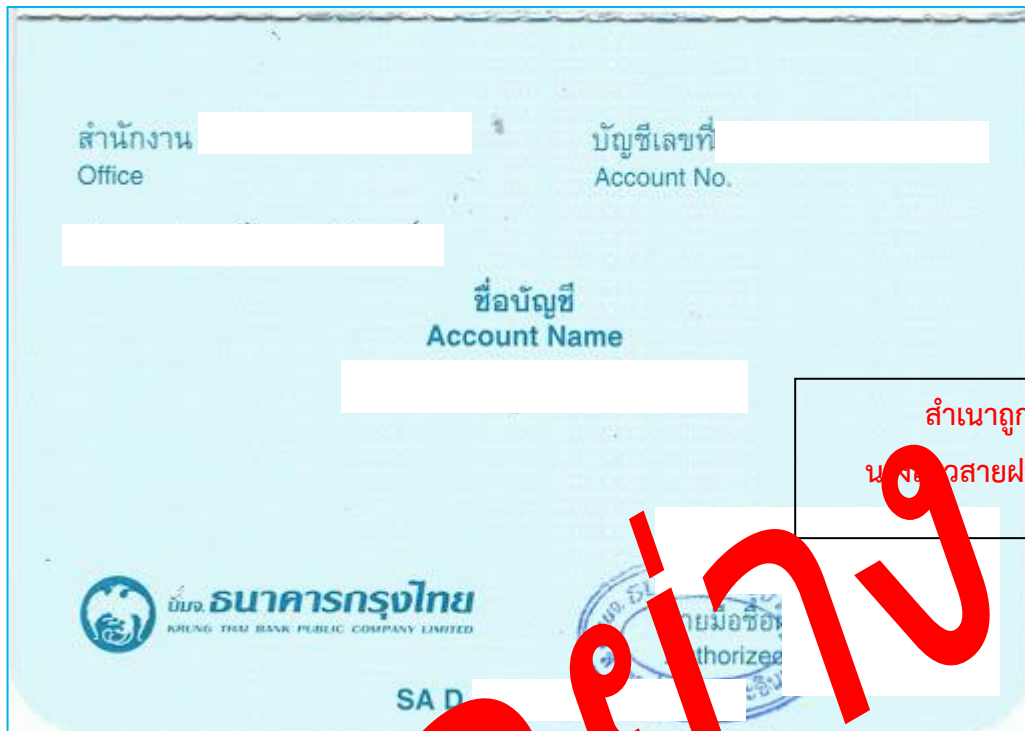 สำนักงาน
Office
บัญชีเลขที่
Account No.
ชื่อบัญชี
Account Name
สำเนาถูก
บมจ. ธนาคารกรุงไทย
KRUNG THAI BANK PUBLIC COMPANY LIMITED
SA D